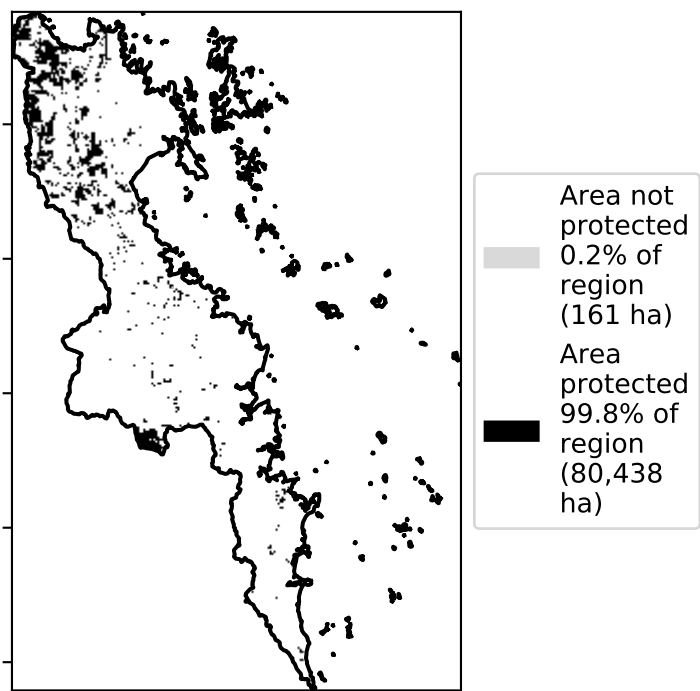 Area not
protected
0.2% of
region
(161 ha)
Area
protected
99.8% of
region
(80,438
ha)